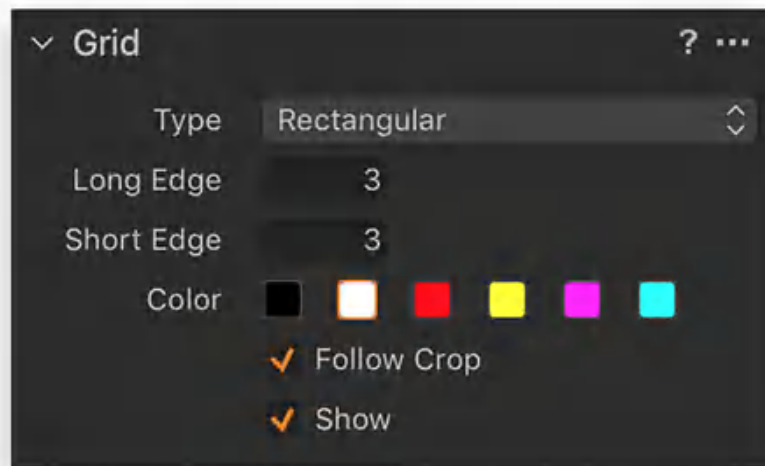 Grid ? ...
Type Rectangular
Long Edge 3
Short Edge 3
Color
Follow Crop
Show